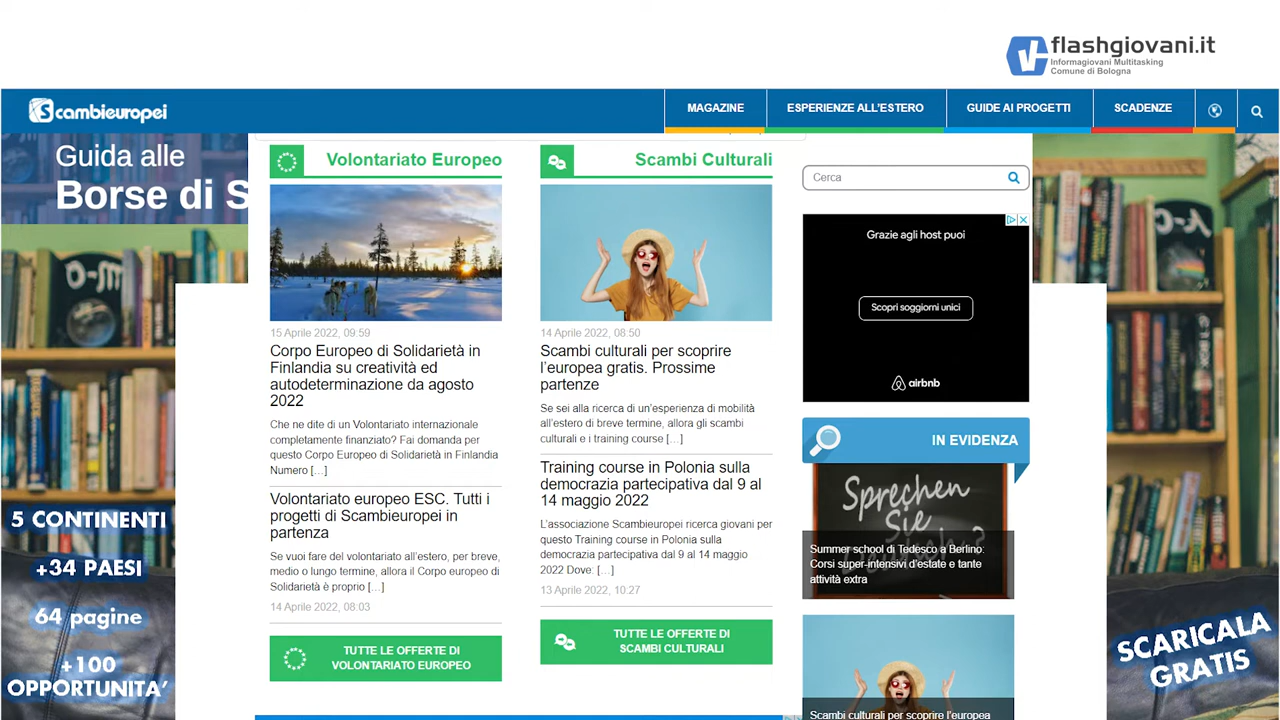 flashgiovani.it
Informagiovani Multitasking
Comune di Bologna
Scambieuropei
MAGAZINE
ESPERIENZE ALL'ESTERO
GUIDE AI PROGETTI
SCADENZE
Guida alle
Borse di S
5 CONTINENTI
+34 PAESI
64 pagine
+100
OPPORTUNITA'
Volontariato Europeo
15 Aprile 2022, 09:59
Corpo Europeo di Solidarietà in
Finlandia su creatività ed
autodeterminazione da agosto
2022
Che ne dite di un Volontariato internazionale
completamente finanziato? Fai domanda per
questo Corpo Europeo di Solidarietà in Finlandia
Numero [...]
Volontariato europeo ESC. Tutti i
progetti di Scambieuropei in
partenza
Se vuoi fare del volontariato all'estero, per breve,
medio o lungo termine, allora il Corpo europeo di
Solidarietà è proprio [...]
14 Aprile 2022, 08:03
TUTTE LE OFFERTE DI
VOLONTARIATO EUROPEO
Scambi Culturali
14 Aprile 2022, 08:50
Scambi culturali per scoprire
l'europea gratis. Prossime
partenze
Se sei alla ricerca di un'esperienza di mobilità
all'estero di breve termine, allora gli scambi
culturali e i training course [...]
Training course in Polonia sulla
democrazia partecipativa dal 9 al
14 maggio 2022
L'associazione Scambieuropei ricerca giovani per
questo Training course in Polonia sulla
democrazia partecipativa dal 9 al 14 maggio
2022 Dove: [...]
13 Aprile 2022, 10:27
TUTTE LE OFFERTE DI
SCAMBI CULTURALI
Cerca
Grazie agli host puoi
Scopri soggiorni unici
airbnb
IN EVIDENZA
Sprechen
Sie
Deutsch?
Summer school di Tedesco a Berlino:
Corsi super-intensivi d'estate e tante
attività extra
Scambi culturali per scoprire l'europea
SCARICALA
GRATIS